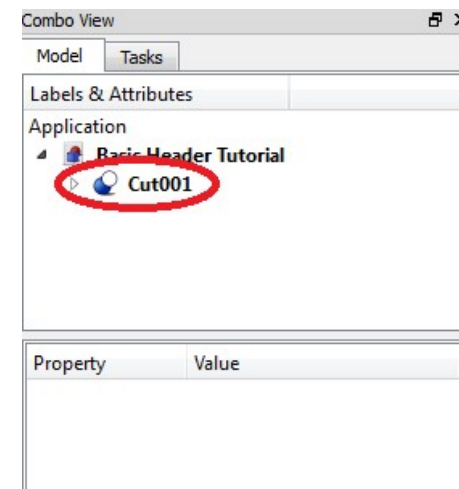 Combo View
Model Tasks
Labels & Attributes
Application
Basic Header Tutorial
Cut001
Property Value